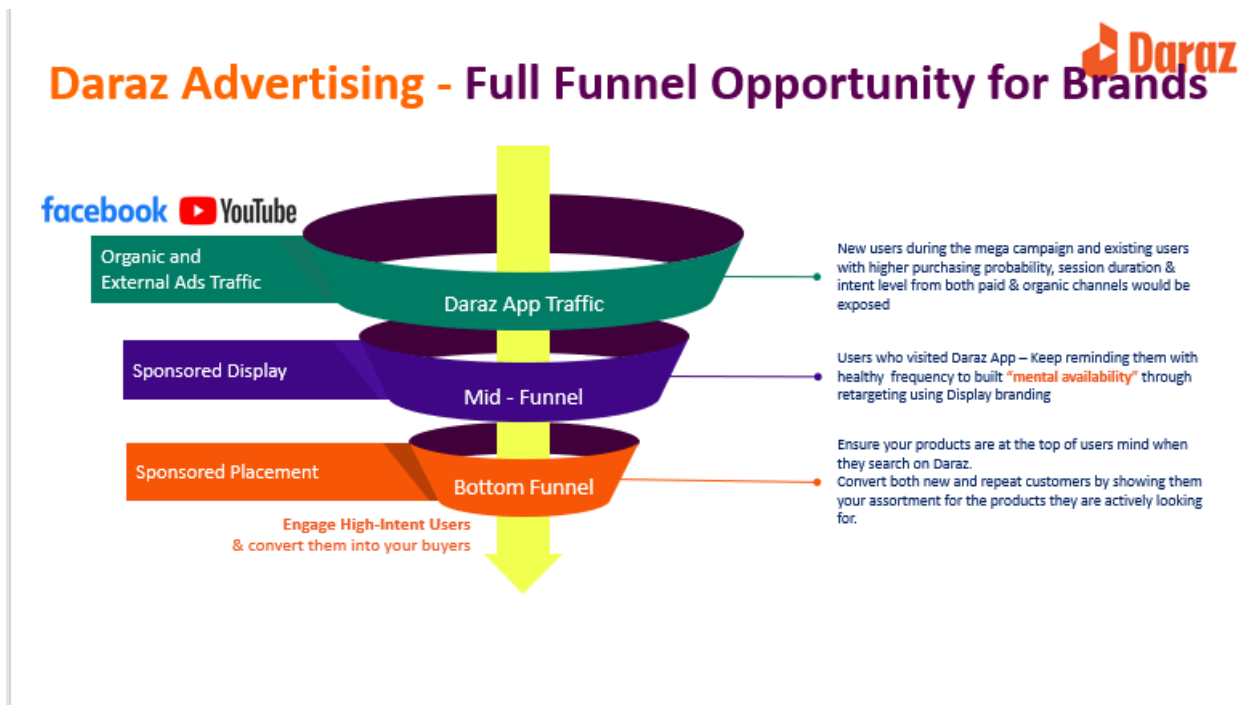 Daraz
Daraz Advertising - Full Funnel Opportunity for Brands
facebook YouTube
Organic and
External Ads Traffic
Daraz App Traffic
New users during the mega campaign and existing users
with higher purchasing probability, session duration &
intent level from both paid & organic channels would be
exposed
Sponsored Display
Mid - Funnel
Users who visited Daraz App – Keep reminding them with
healthy frequency to built “mental availability” through
retargeting using Display branding
Sponsored Placement
Bottom Funnel
Ensure your products are at the top of users mind when
they search on Daraz.
Convert both new and repeat customers by showing them
your assortment for the products they are actively looking
for.
Engage High-Intent Users
& convert them into your buyers